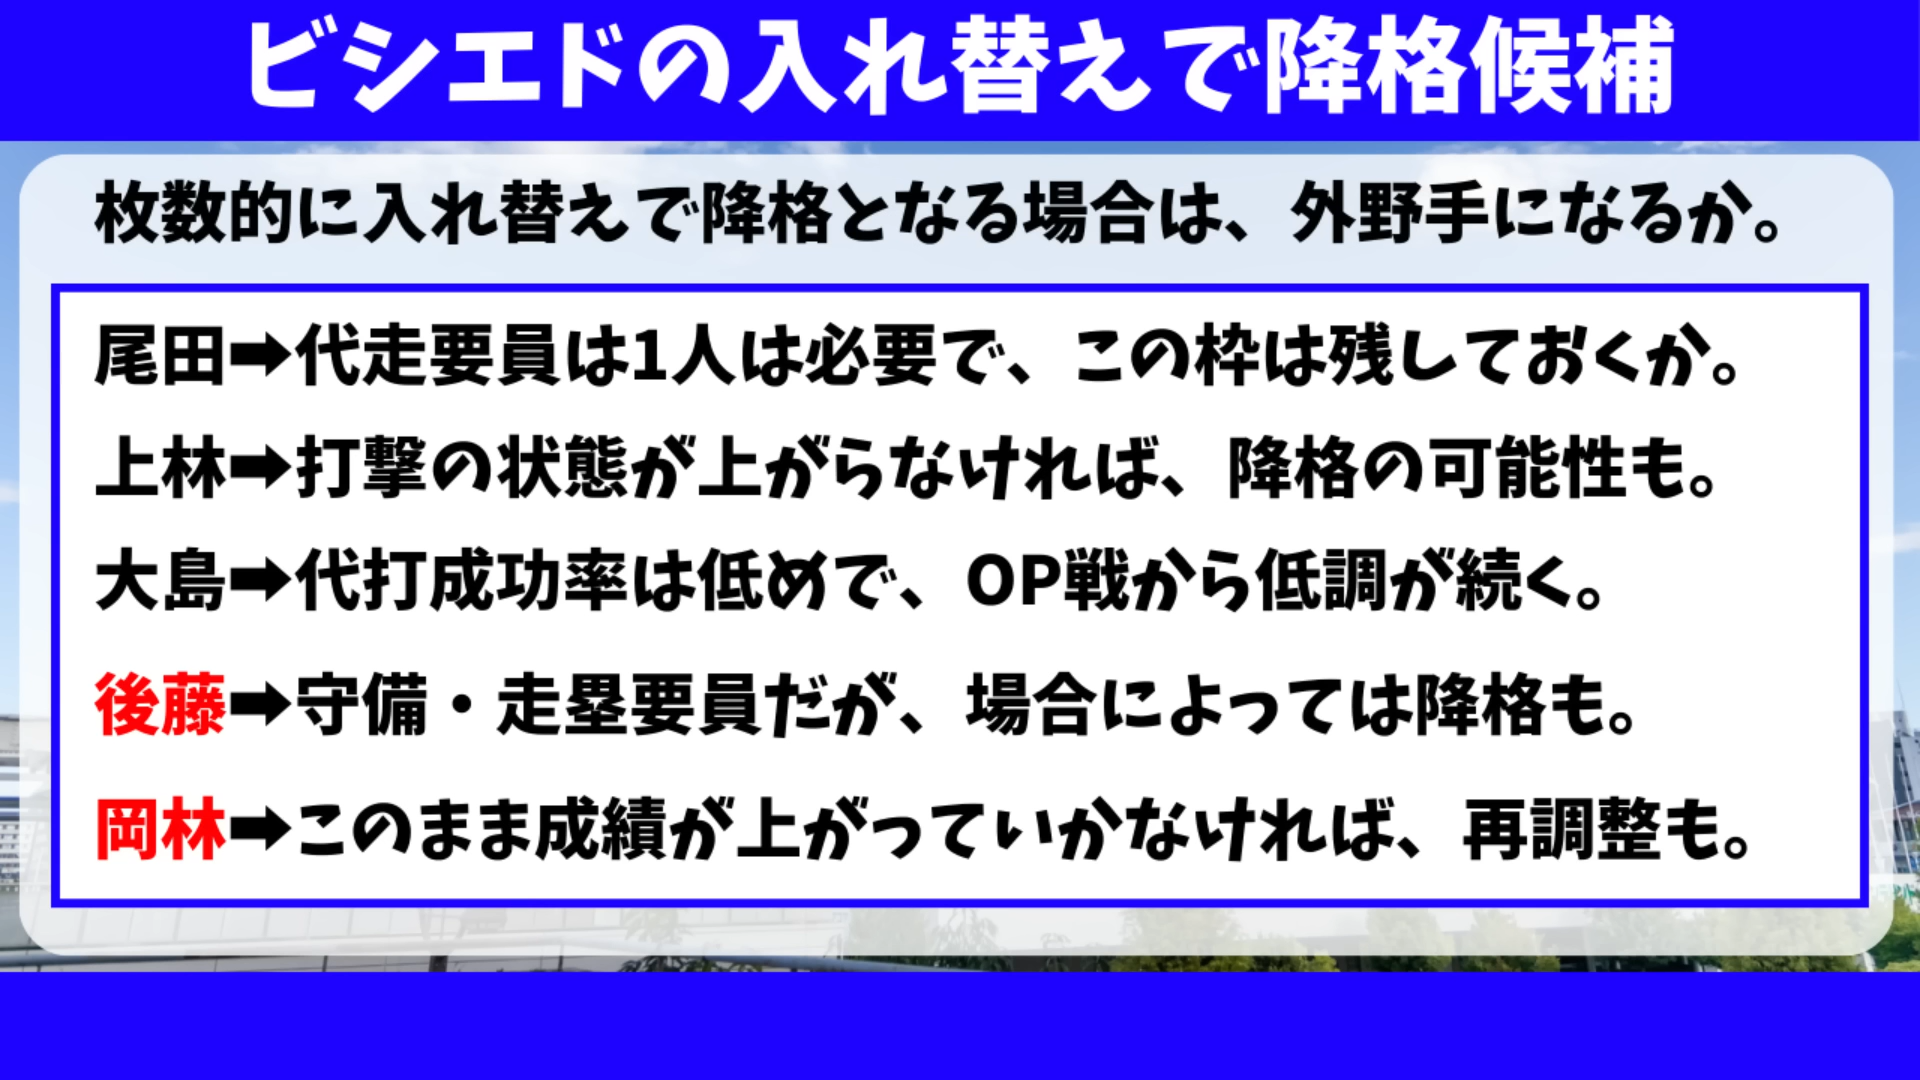 ビシエドの入れ替えで降格候補
枚数的に入れ替えで降格となる場合は、外野手になるか。
尾田➡代走要員は1人は必要で、この枠は残しておくか。
上林➡打撃の状態が上がらなければ、降格の可能性も。
大島➡代打成功率は低めで、OP戦から低調が続く。
後藤➡守備・走塁要員だが、場合によっては降格も。
岡林➡このまま成績が上がっていかなければ、再調整も。